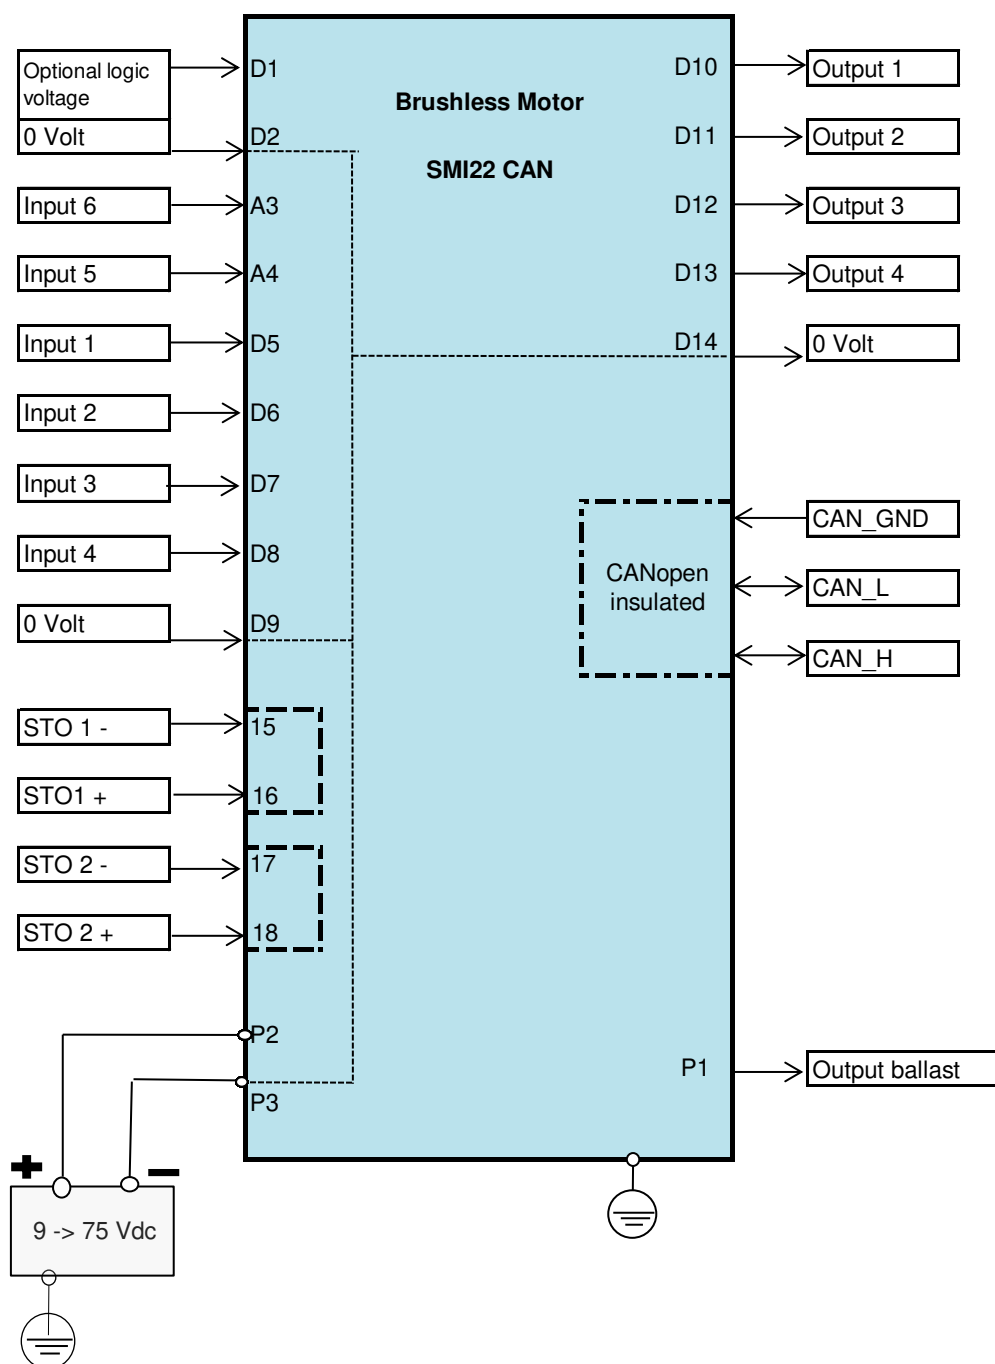 Optional logic
voltage
0 Volt
Input 6
Input 5
Input 1
Input 2
Input 3
Input 4
0 Volt
STO 1 -
STO1 +
STO 2 -
STO 2 +
D1
D2
A3
A4
D5
D6
D7
D8
D9
15
16
17
18
P2
P3
Brushless Motor
SMI22 CAN
D10
D11
D12
D13
D14
CANopen
insulated
P1
Output 1
Output 2
Output 3
Output 4
0 Volt
CAN_GND
CAN_L
CAN_H
Output ballast
+ -
9 -> 75 Vdc